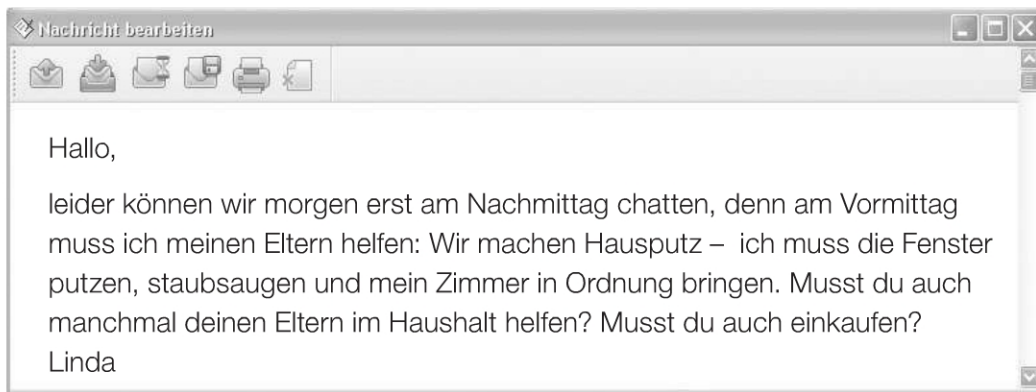 Nachricht bearbeiten
Hallo,
leider können wir morgen erst am Nachmittag chatten, denn am Vormittag
muss ich meinen Eltern helfen: Wir machen Hausputz – ich muss die Fenster
putzen, staubsaugen und mein Zimmer in Ordnung bringen. Musst du auch
manchmal deinen Eltern im Haushalt helfen? Musst du auch einkaufen?
Linda